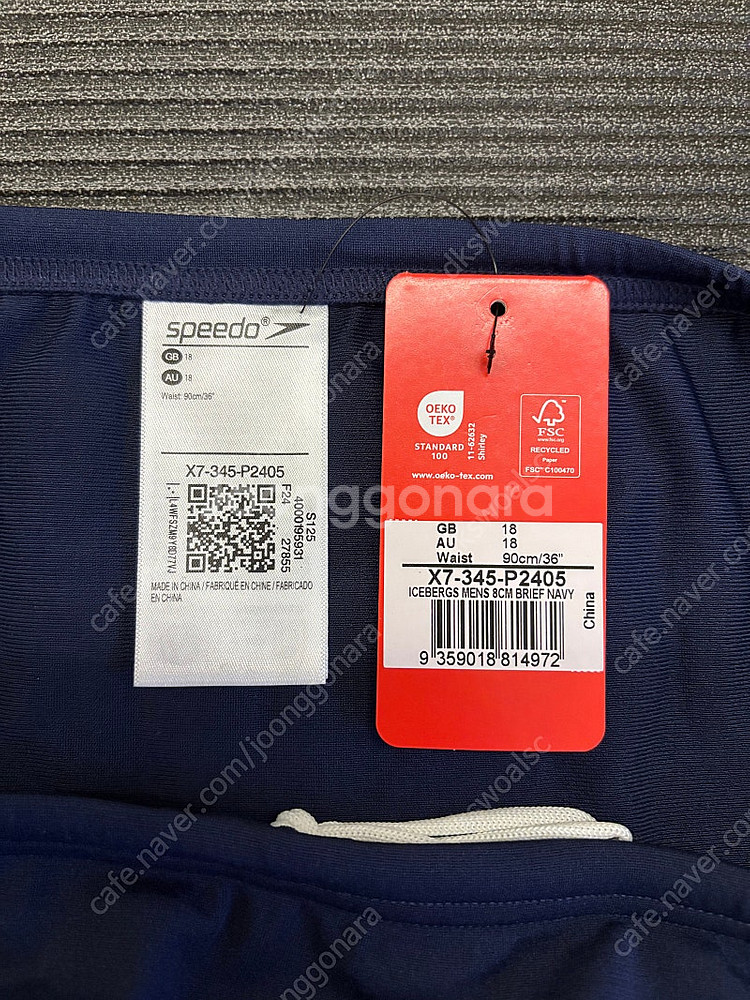 speedo®
GB 18
AU 18
Waist: 90cm/36"
X7-345-P2405
F24
4000195931
S125
27855
MADE IN CHINA / FABRIQUÉ EN CHINE / FABRICADO
EN CHINA
OEKO
TEX®
STANDARD
100
11-62632
Shirley
www.oeko-tex.com
FSC
www.fsc.org
RECYCLED
Paper
FSC® C100470
GB 18
AU 18
Waist 90cm/36"
X7-345-P2405
ICEBERGS MENS 8CM BRIEF NAVY
China
9 359018 814972
joonggonara
cafe.naver.com/joonggonara
dkswoalsc